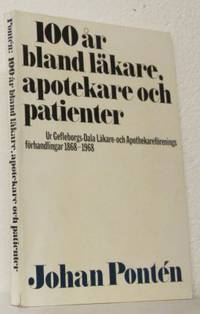 Pontén: 100 år bland läkare, apotekare och patienter
100 år
bland läkare,
apotekare och
patienter
Ur Gefleborgs-Dala Läkare-och Apothekareförenings
förhandlingar 1868–1968
Johan Pontén